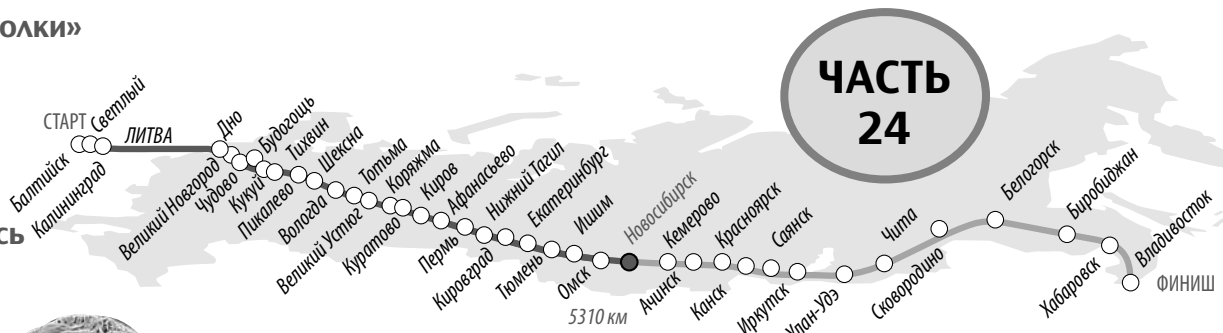 олки»
сь
ЧАСТЬ
24
СТАРТ
Балтийск
Светлый
Калининград
ЛИТВА
Дно
Великий Новгород
Чудово
Будогощь
Кукуй
Тихвин
Пикалево
Шексна
Вологда
Тотьма
Великий Устюг
Коряжма
Куратово
Киров
Афанасьево
Пермь
Нижний Тагил
Кировград
Екатеринбург
Тюмень
Ишим
Омск
Новосибирск
5310 км
Кемерово
Ачинск
Красноярск
Канск
Саянск
Иркутск
Улан-Удэ
Чита
Сковородино
Белогорск
Биробиджан
Хабаровск
Владивосток
ФИНИШ